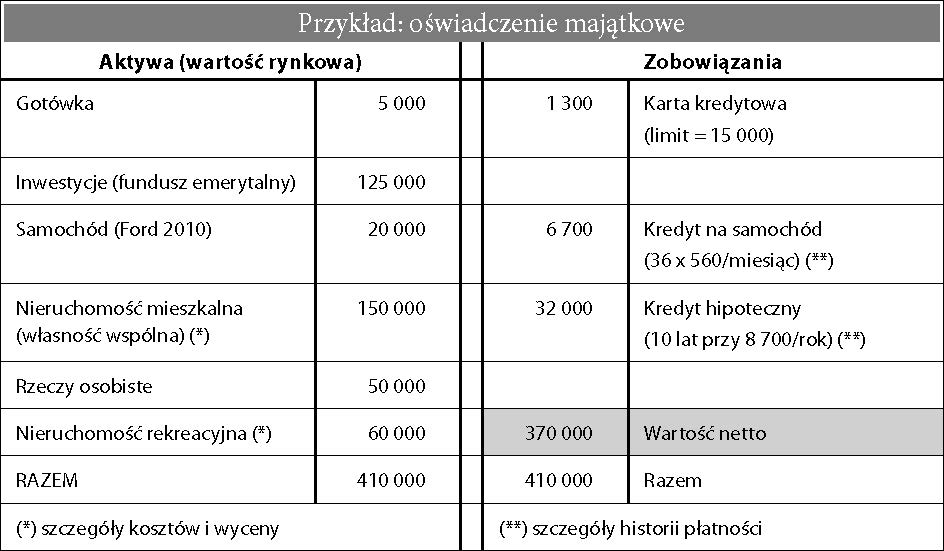 Przykład: oświadczenie majątkowe
Aktywa (wartość rynkowa) Zobowiązania
Gotówka 5 000 1 300 Karta kredytowa
(limit = 15 000)
Inwestycje (fundusz emerytalny) 125 000
Samochód (Ford 2010) 20 000 6 700 Kredyt na samochód
(36 x 560/miesiąc) (**)
Nieruchomość mieszkalna 150 000 32 000 Kredyt hipoteczny
(własność wspólna) (*) (10 lat przy 8 700/rok) (**)
Rzeczy osobiste 50 000
Nieruchomość rekreacyjna (*) 60 000 370 000 Wartość netto
RAZEM 410 000 410 000 Razem
(*) szczegóły kosztów i wyceny (**) szczegóły historii płatności